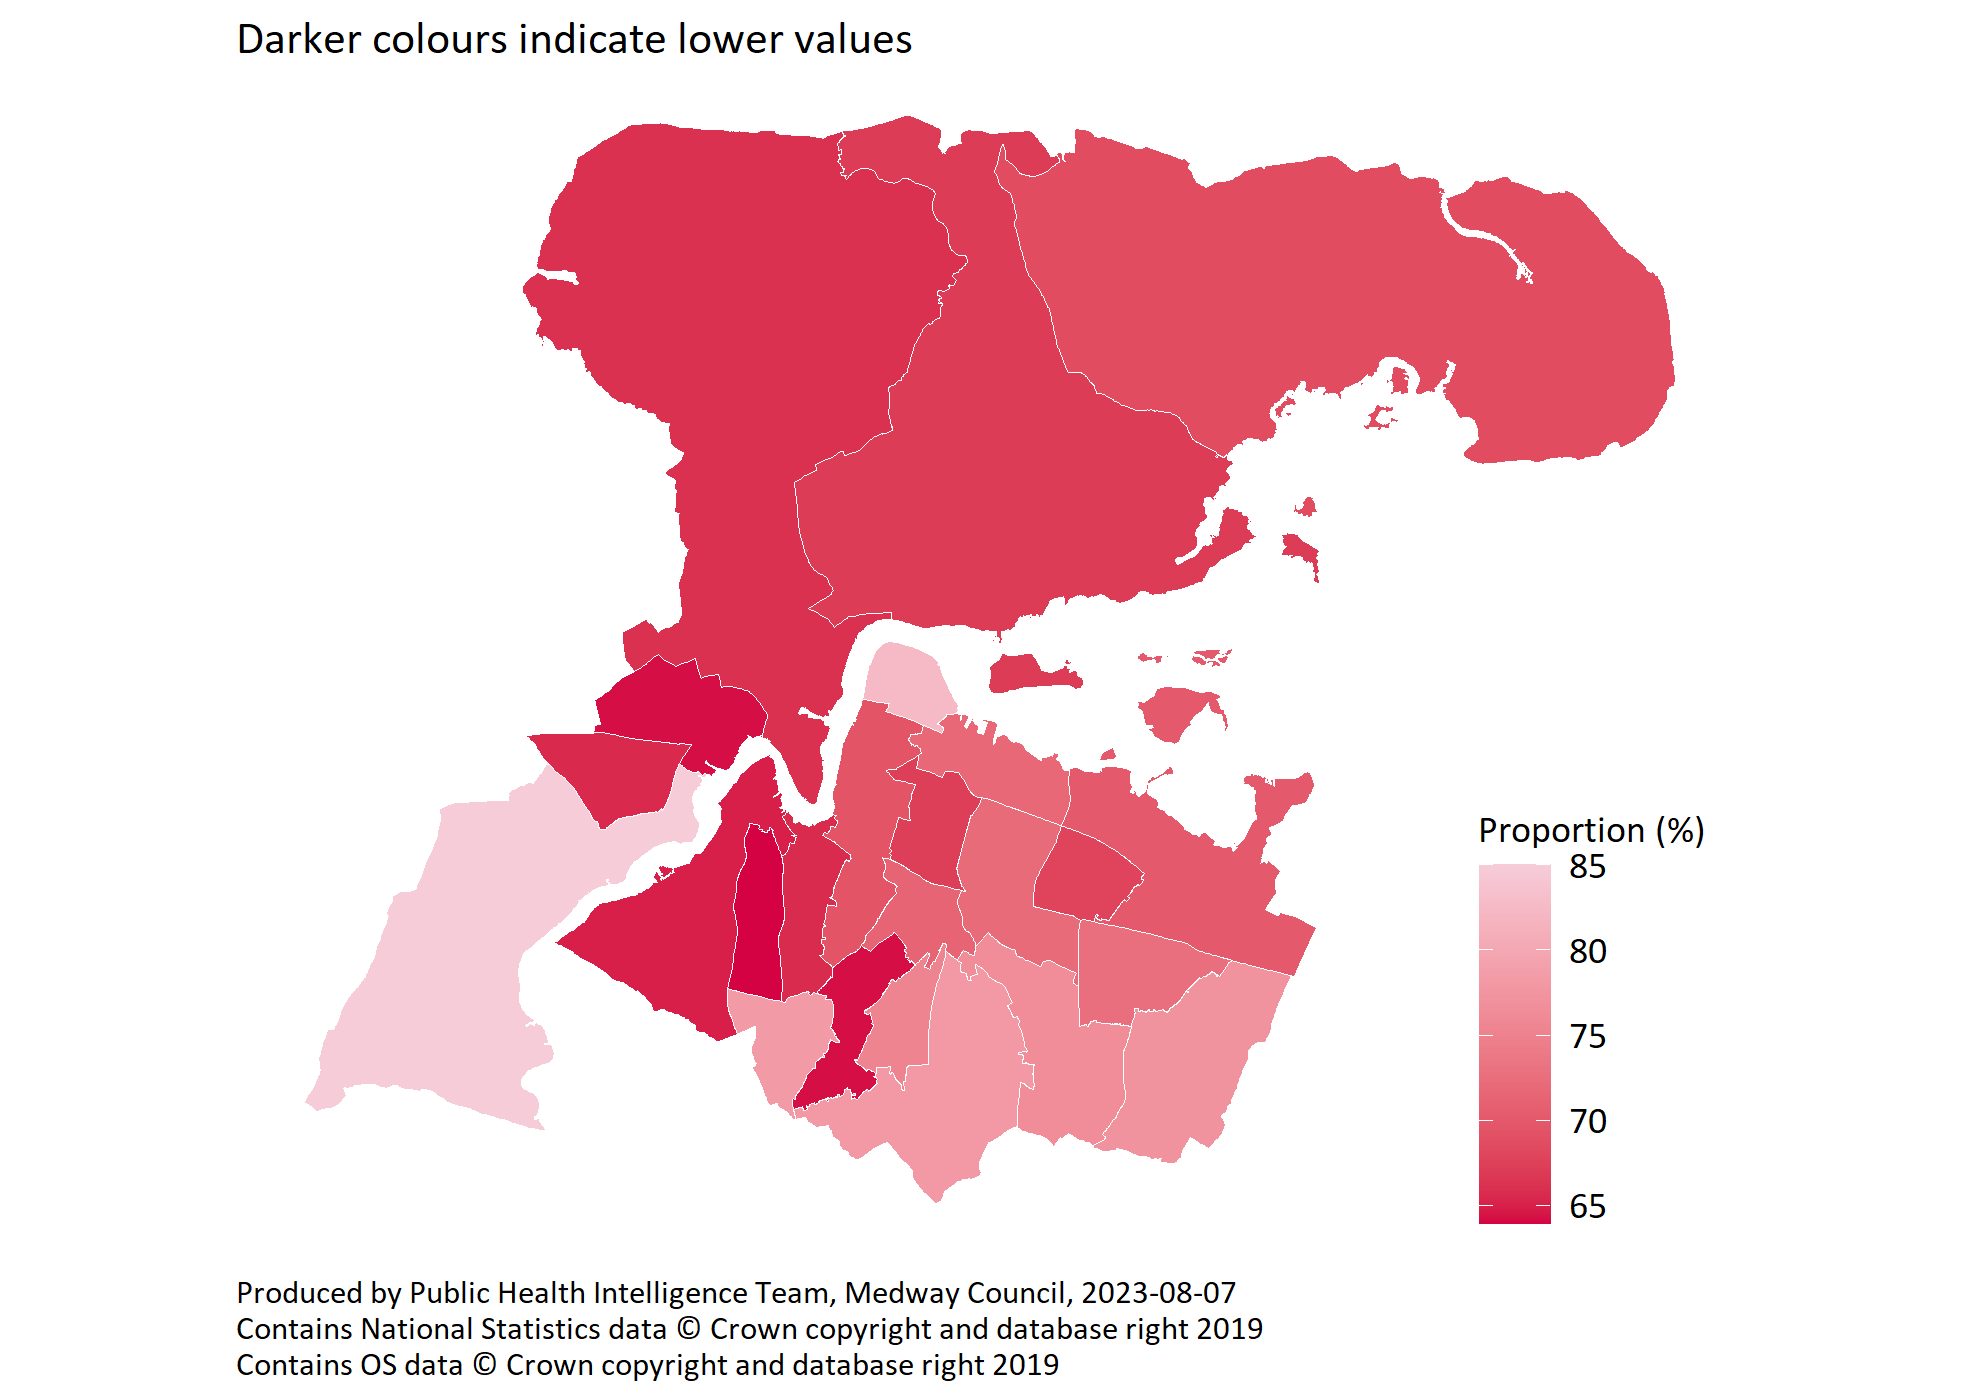 Darker colours indicate lower values
Proportion (%)
85
80
75
70
65
Produced by Public Health Intelligence Team, Medway Council, 2023-08-07
Contains National Statistics data © Crown copyright and database right 2019
Contains OS data © Crown copyright and database right 2019